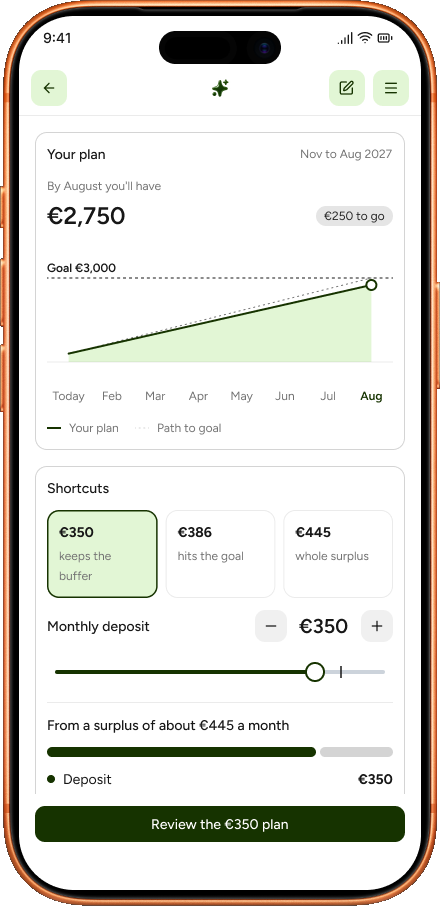 9:41
Your plan
Nov to Aug 2027
By August you'll have
€2,750
€250 to go
Goal €3,000
Today Feb Mar Apr May Jun Jul Aug
Your plan Path to goal
Shortcuts
€350
keeps the
buffer
€386
hits the goal
€445
whole surplus
Monthly deposit
€350
From a surplus of about €445 a month
Deposit
€350
Review the €350 plan